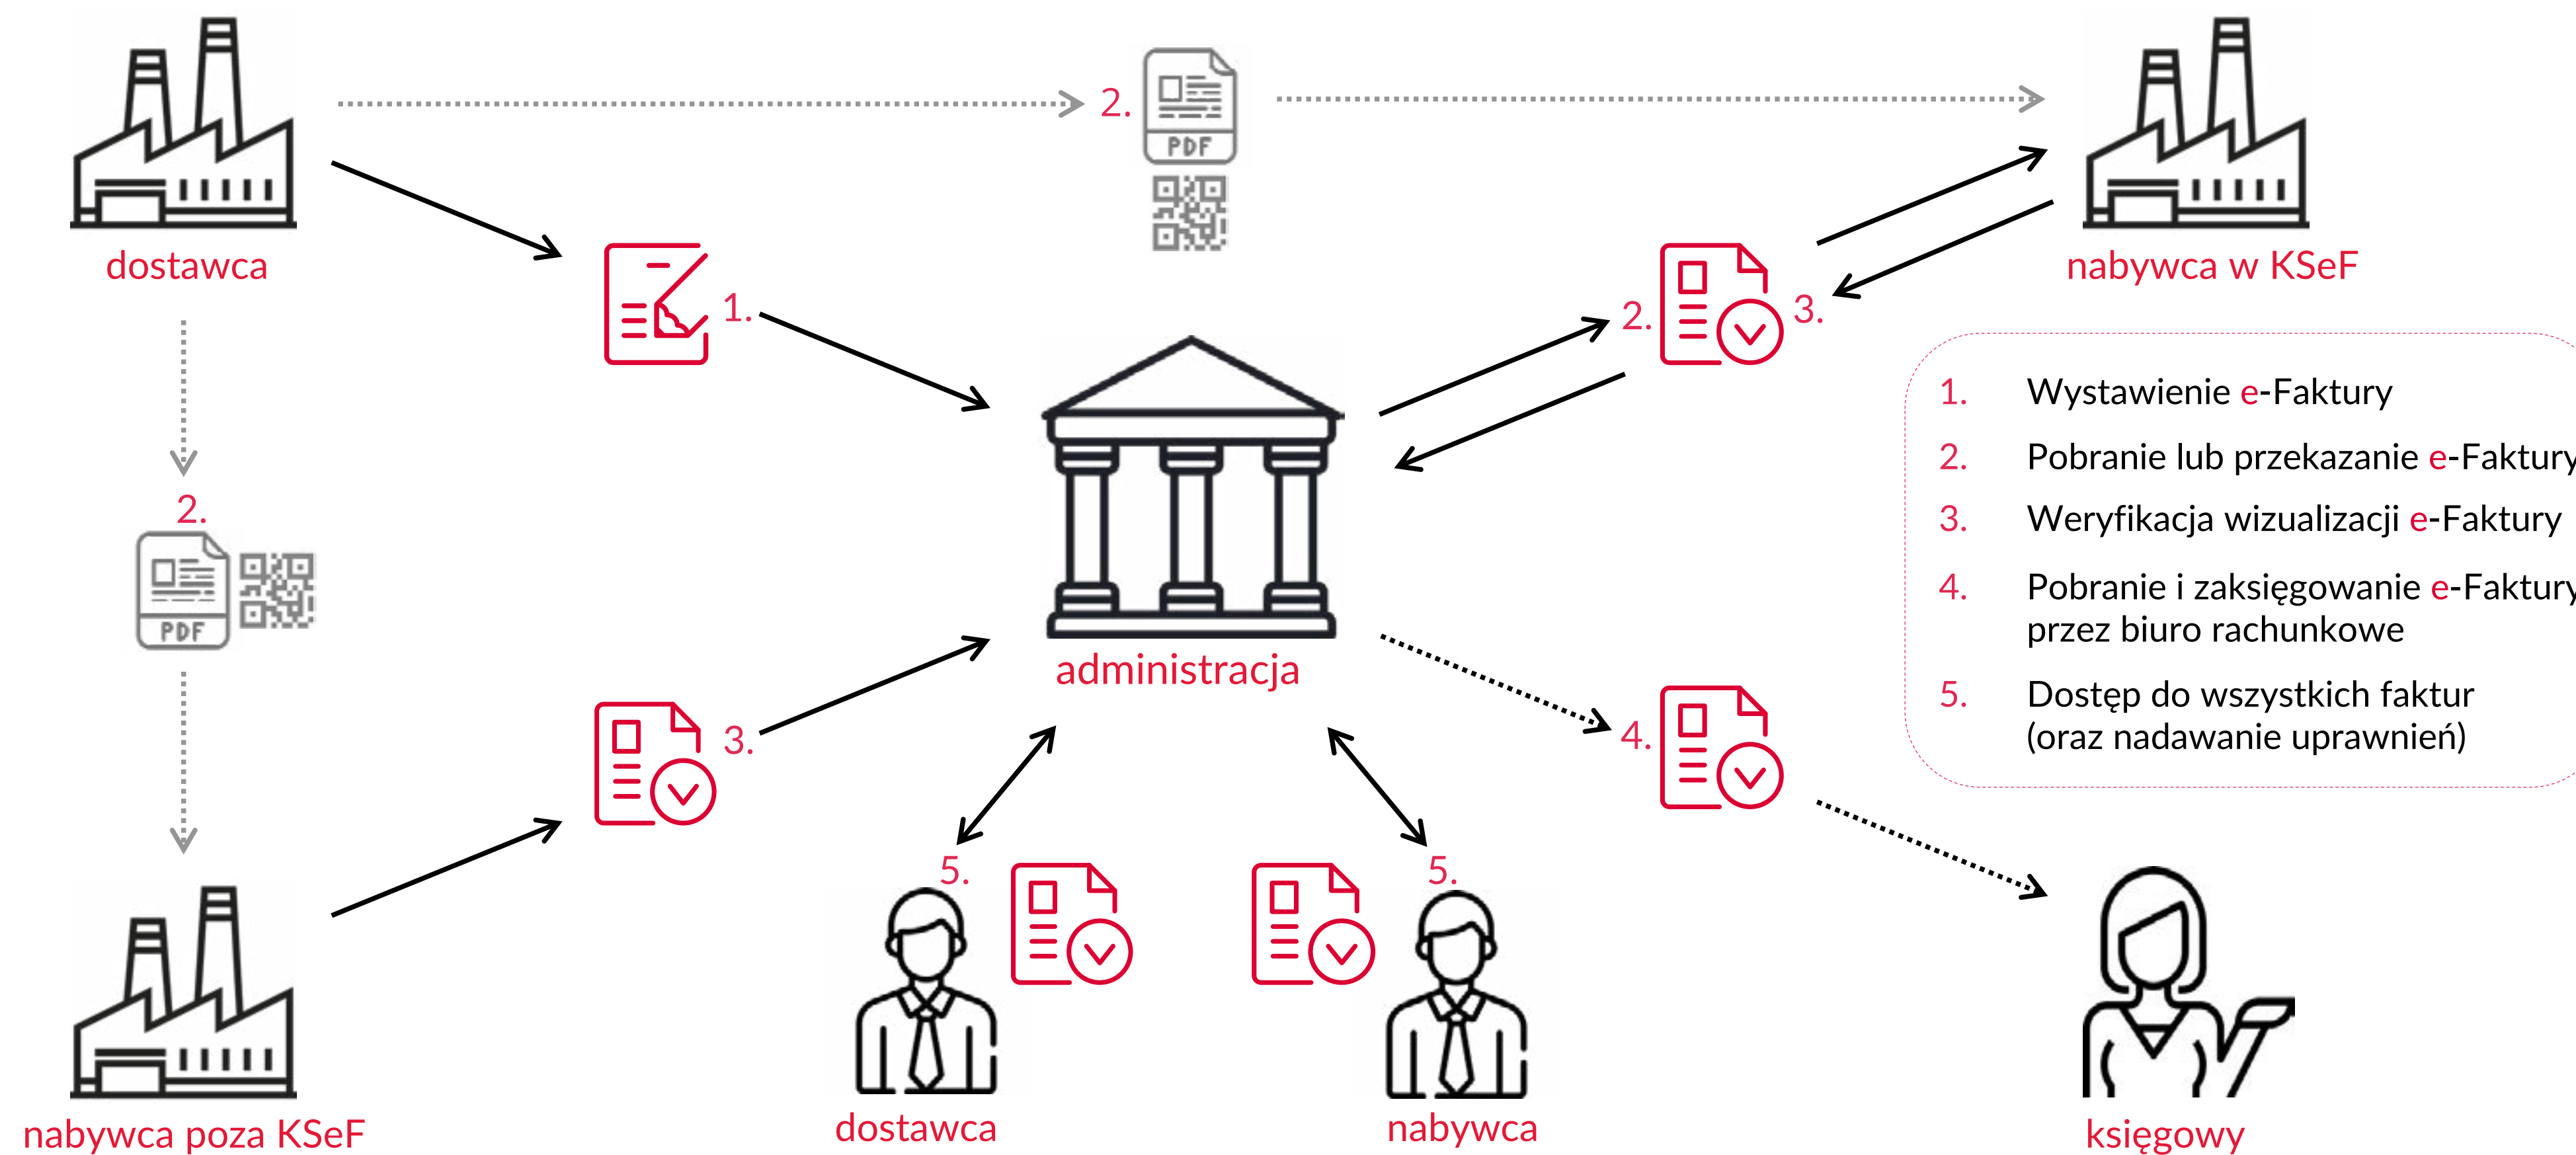 2.
PDF
dostawca
nabywca w KSeF
1.
2.
3.
1. Wystawienie e-Faktury
2. Pobranie lub przekazanie e-Faktury
3. Weryfikacja wizualizacji e-Faktury
4. Pobranie i zaksięgowanie e-Faktury
przez biuro rachunkowe
5. Dostęp do wszystkich faktur
(oraz nadawanie uprawnień)
2.
PDF
administracja
3.
4.
5.
5.
nabywca poza KSeF
dostawca
nabywca
księgowy